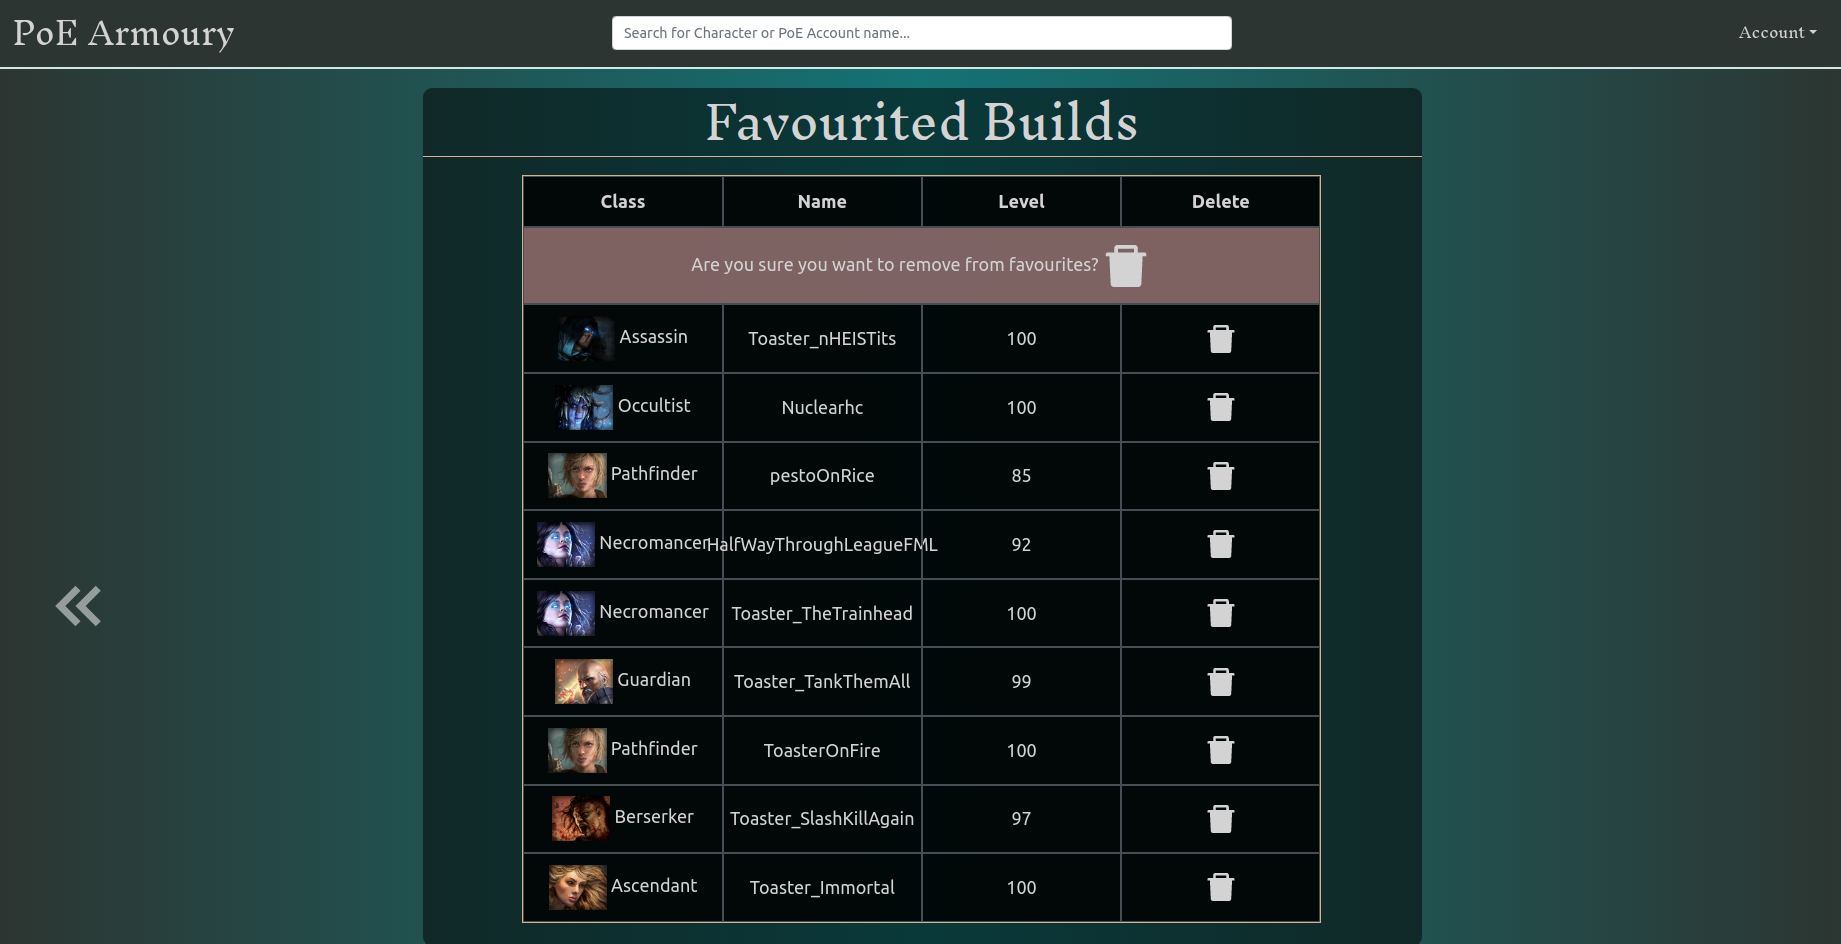 PoE Armoury
Search for Character or PoE Account name...
Account
Favourited Builds
Class Name Level Delete
Are you sure you want to remove from favourites?
Assassin Toaster_nHEISTits 100
Occultist Nuclearhc 100
Pathfinder pestoOnRice 85
Necromancer HalfWayThroughLeagueFML 92
Necromancer Toaster_TheTrainhead 100
Guardian Toaster_TankThemAll 99
Pathfinder ToasterOnFire 100
Berserker Toaster_SlashKillAgain 97
Ascendant Toaster_Immortal 100